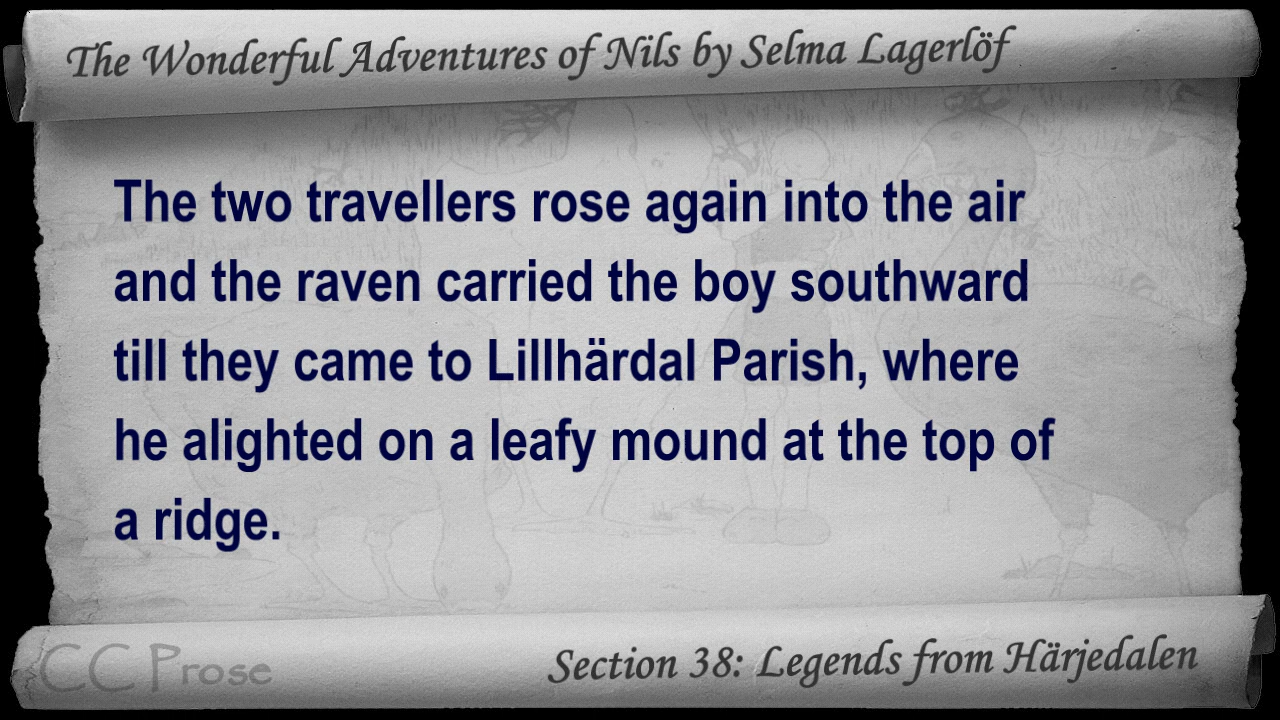 The Wonderful Adventures of Nils by Selma Lagerlöf
The two travellers rose again into the air
and the raven carried the boy southward
till they came to Lillhärdal Parish, where
he alighted on a leafy mound at the top of
a ridge.
CC Prose
Section 38: Legends from Härjedalen